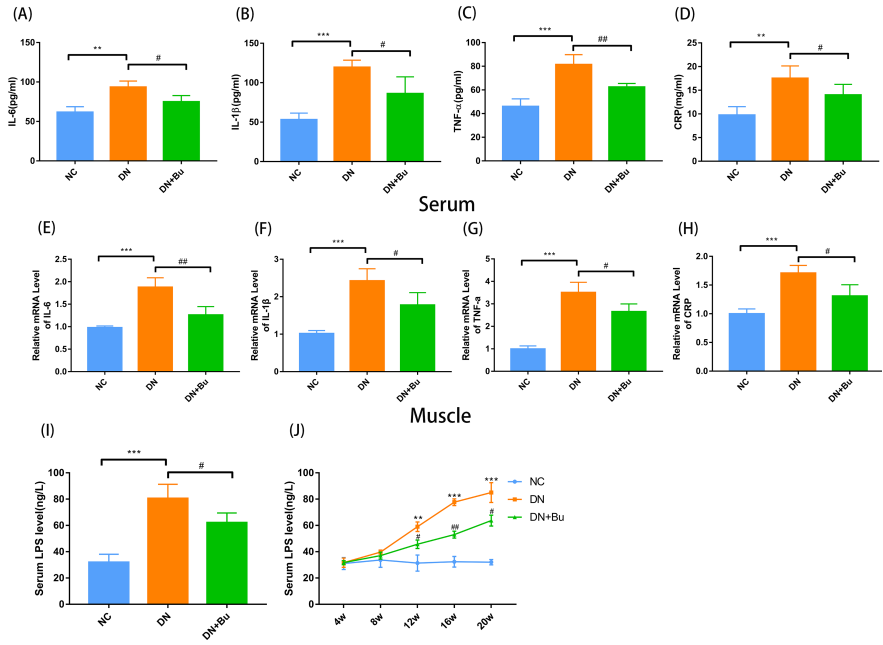 (A)
**
#
IL-6(pg/ml)
150
100
50
0
NC
DN
DN+Bu
(B)
***
#
IL-1β(pg/ml)
150
100
50
0
NC
DN
DN+Bu
(C)
***
##
TNF-α(pg/ml)
100
80
60
40
20
0
NC
DN
DN+Bu
(D)
**
#
CRP(mg/ml)
25
20
15
10
5
0
NC
DN
DN+Bu
Serum
(E)
***
##
Relative mRNA Level
of IL-6
2.5
2.0
1.5
1.0
0.5
0.0
NC
DN
DN+Bu
(F)
***
#
Relative mRNA Level
of IL-1β
3
2
1
0
NC
DN
DN+Bu
(G)
***
#
Relative mRNA Level
of TNF-α
5
4
3
2
1
0
NC
DN
DN+Bu
(H)
***
#
Relative mRNA Level
of CRP
2.0
1.5
1.0
0.5
0.0
NC
DN
DN+Bu
Muscle
(I)
***
#
Serum LPS level(ng/L)
100
80
60
40
20
0
NC
DN
DN+Bu
(J)
Serum LPS level(ng/L)
100
80
60
40
20
0
**
***
***
#
##
#
4w
8w
12w
16w
20w
NC
DN
DN+Bu